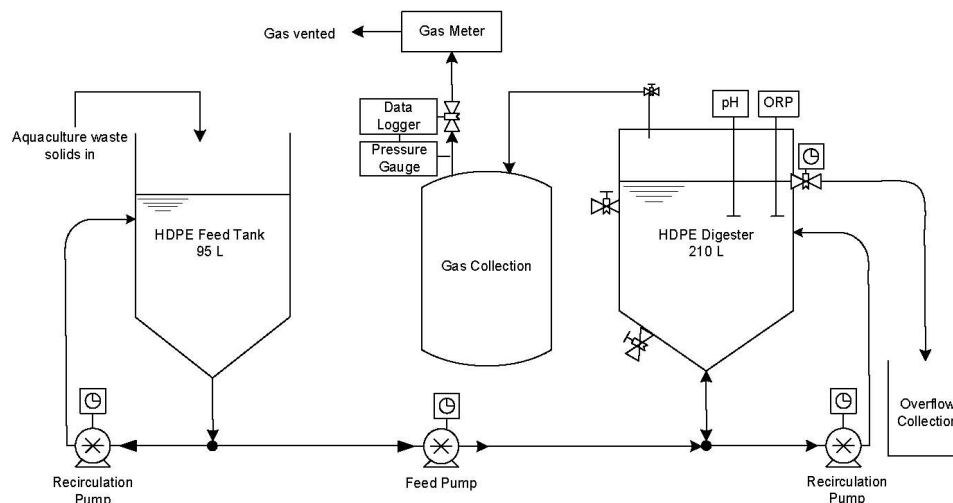 Gas vented
Gas Meter
Aquaculture waste
solids in
Data
Logger
Pressure
Gauge
pH
ORP
HDPE Feed Tank
95 L
Gas Collection
HDPE Digester
210 L
Overflow
Collection
Recirculation
Pump
Feed Pump
Recirculation
Pump